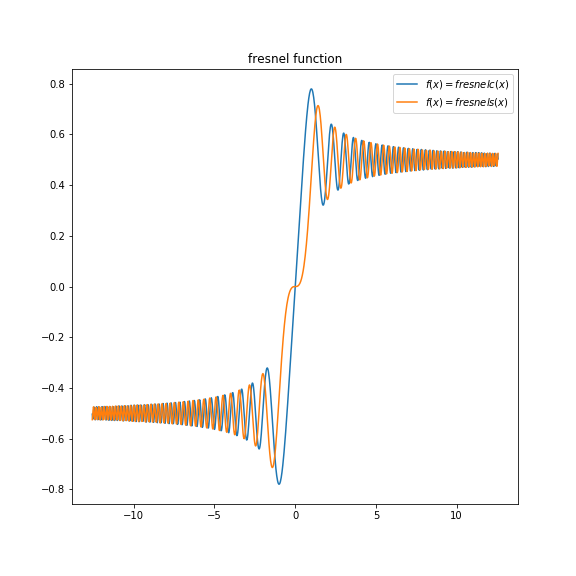 fresnel function
f(x) = fresnelc(x)
f(x) = fresnels(x)
0.8
0.6
0.4
0.2
0.0
−0.2
−0.4
−0.6
−0.8
−10 −5 0 5 10